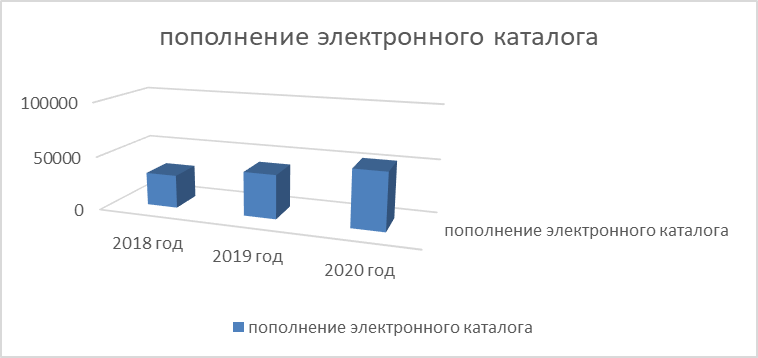 пополнение электронного каталога
100000
50000
0
2018 год
2019 год
2020 год
пополнение электронного каталога
пополнение электронного каталога